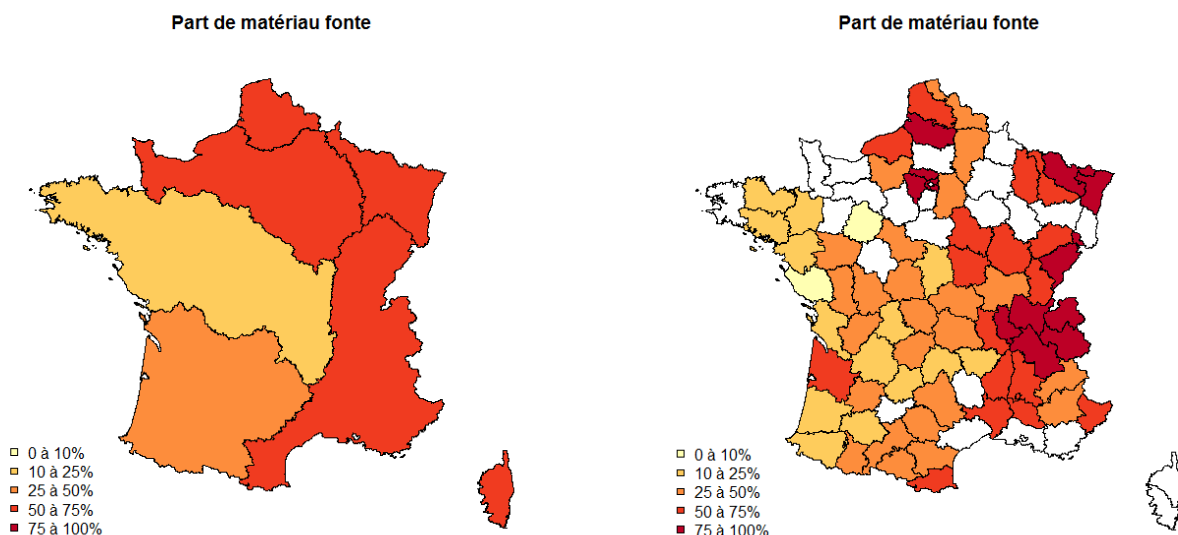 Part de matériau fonte
0 à 10%
10 à 25%
25 à 50%
50 à 75%
75 à 100%
Part de matériau fonte
0 à 10%
10 à 25%
25 à 50%
50 à 75%
75 à 100%